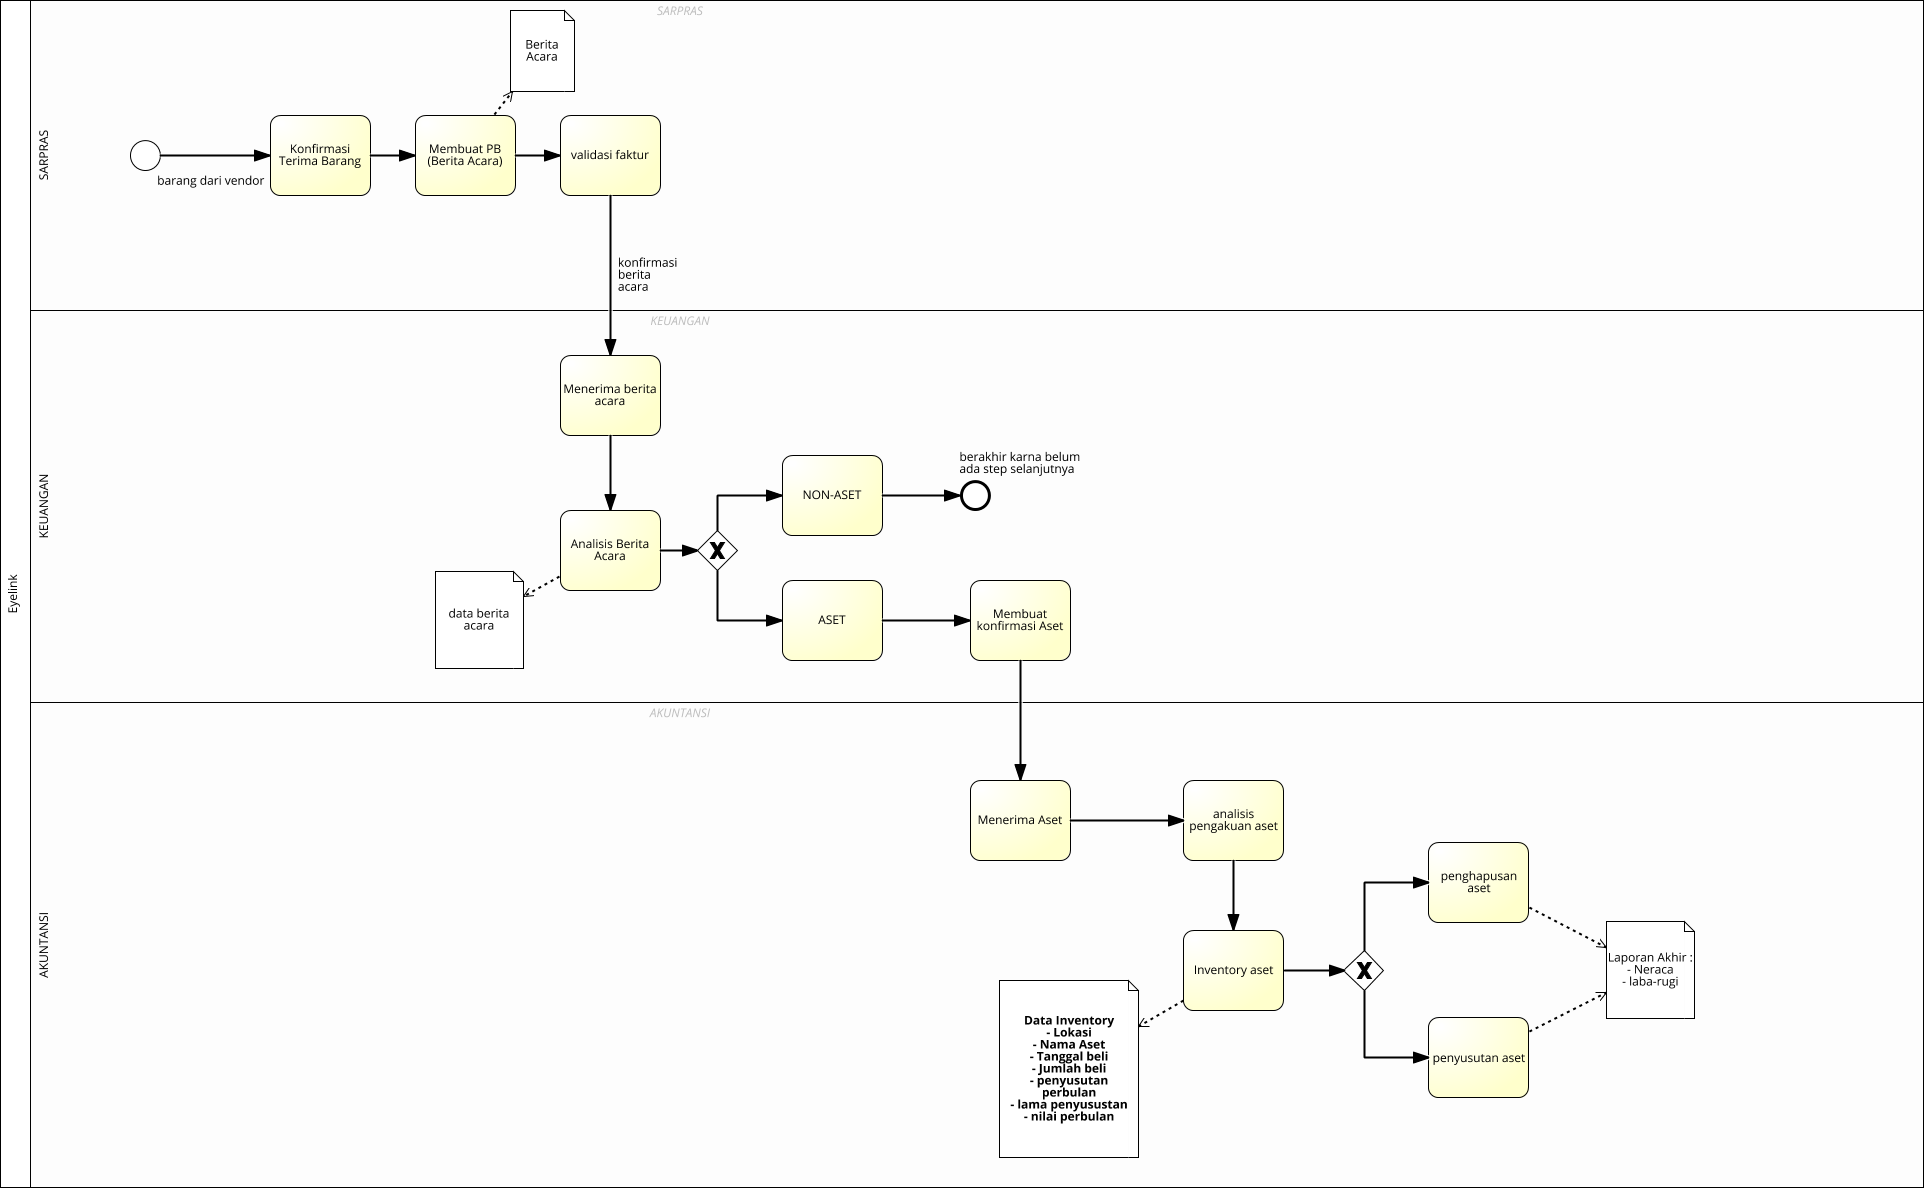 Eyelink
SARPRAS
SARPRAS
Berita
Acara
barang dari vendor
Konfirmasi
Terima Barang
Membuat PB
(Berita Acara)
validasi faktur
konfirmasi
berita
acara
KEUANGAN
KEUANGAN
Menerima berita
acara
Analisis Berita
Acara
data berita
acara
NON-ASET
berakhir karna belum
ada step selanjutnya
ASET
Membuat
konfirmasi Aset
AKUNTANSI
AKUNTANSI
Menerima Aset
analisis
pengakuan aset
Inventory aset
Data Inventory
- Lokasi
- Nama Aset
- Tanggal beli
- Jumlah beli
- penyusutan
perbulan
- lama penyusustan
- nilai perbulan
penghapusan
aset
penyusutan aset
Laporan Akhir :
- Neraca
- laba-rugi